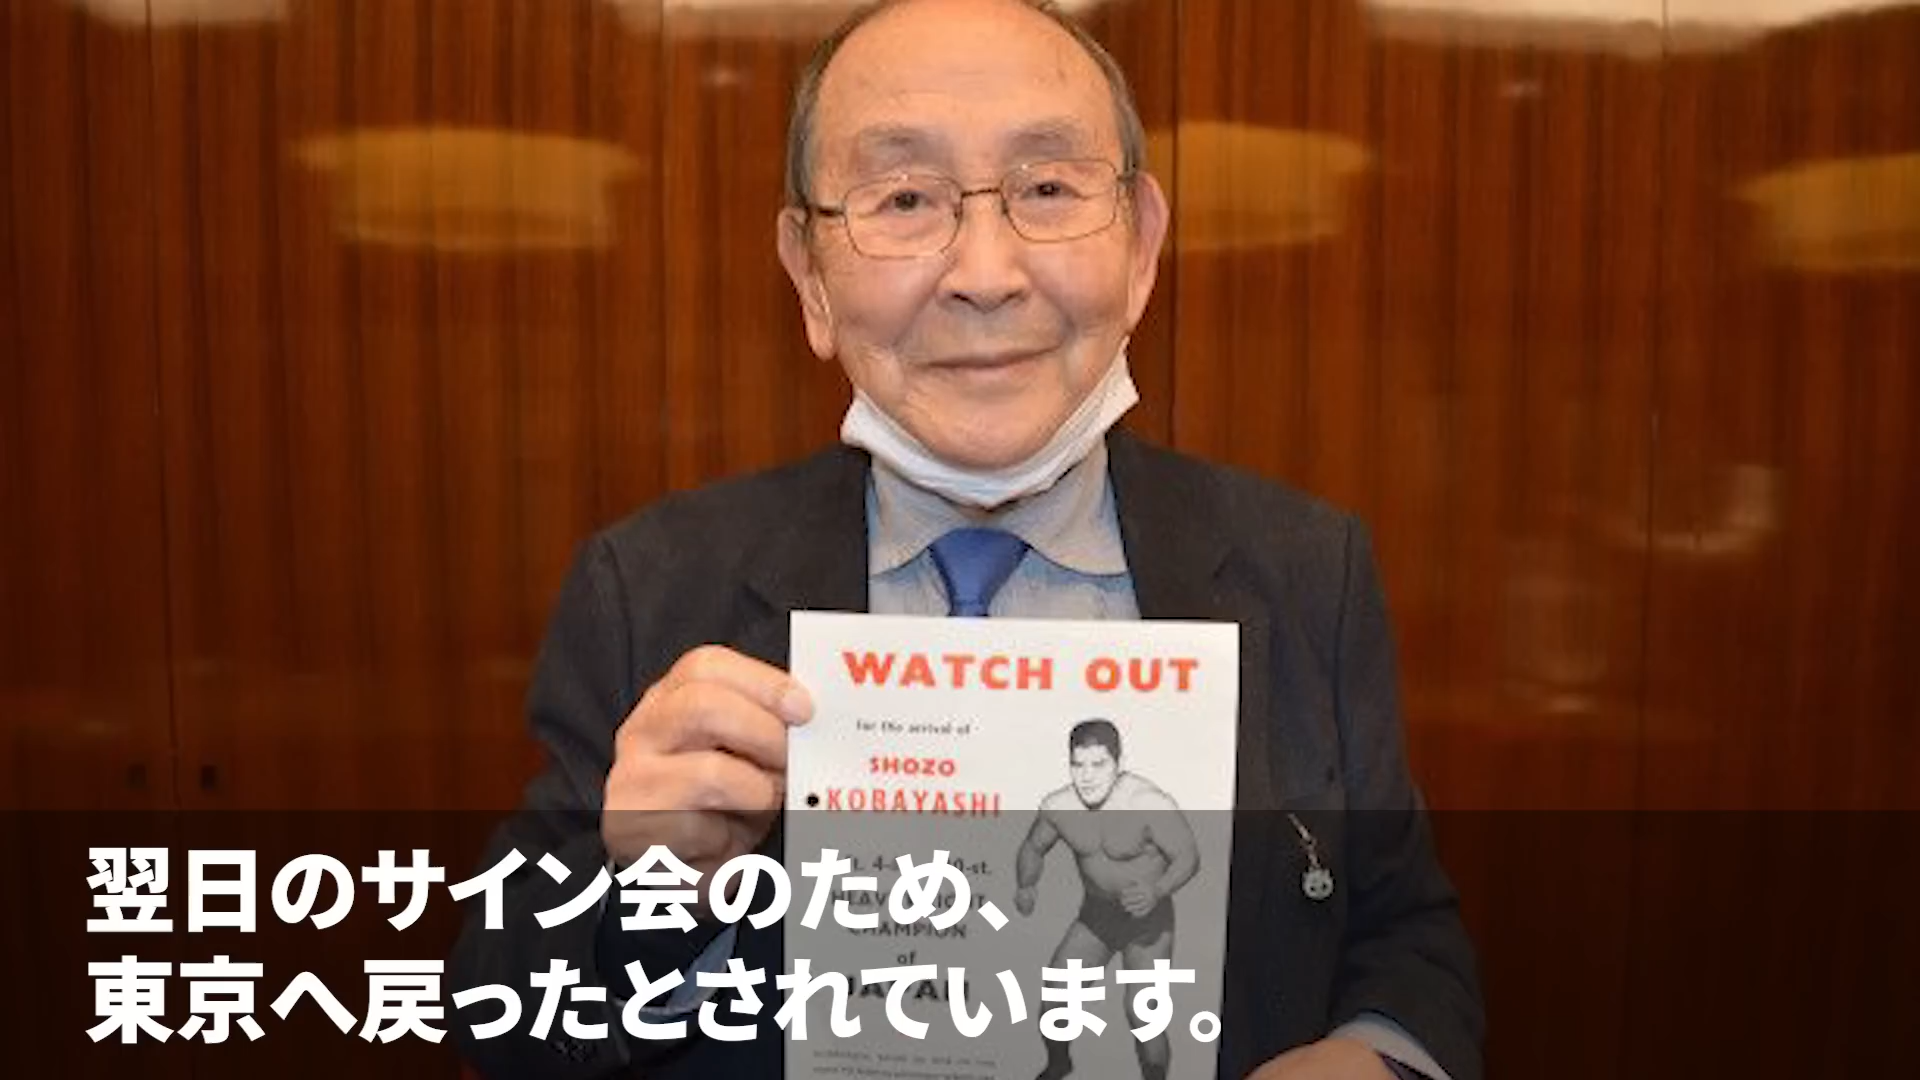 WATCH OUT
for the arrival of
SHOZO
KOBAYASHI
CHAMPION
of
JAPAN
翌日のサイン会のため、
東京へ戻ったとされています。